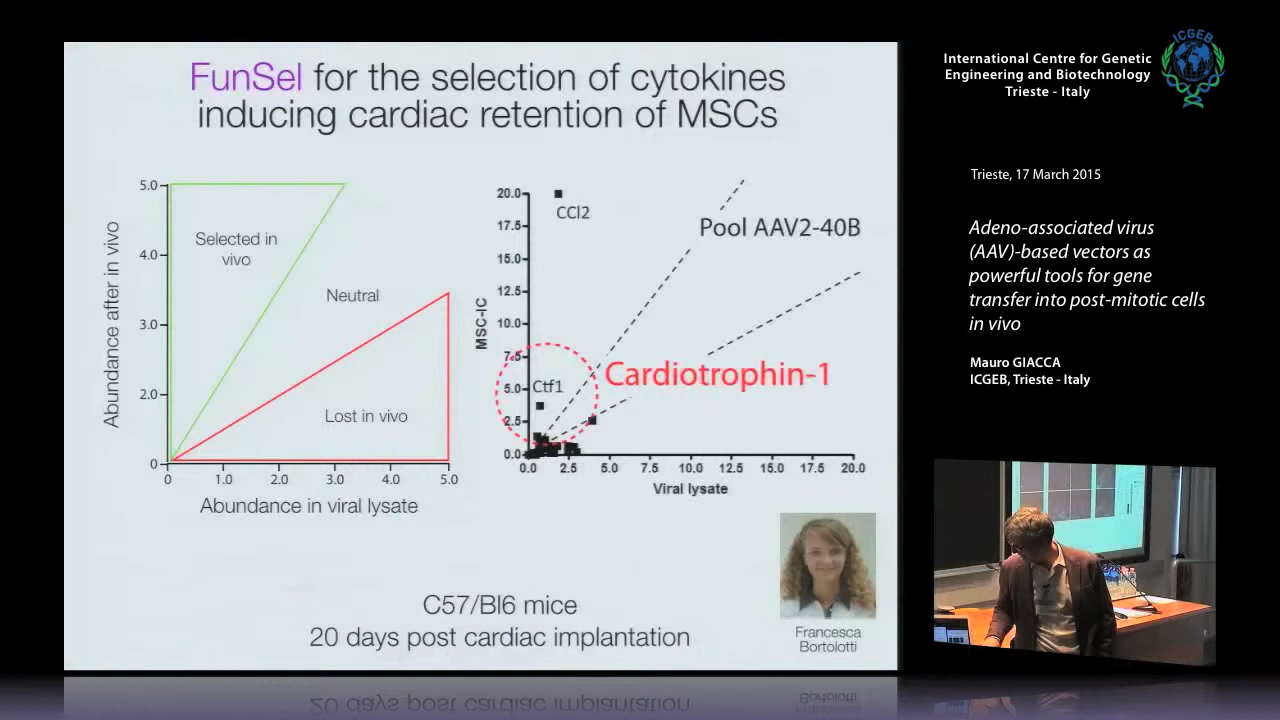 FunSel for the selection of cytokines
inducing cardiac retention of MSCs
Abundance after in vivo
5.0
4.0
3.0
2.0
0
Selected in
vivo
Neutral
Lost in vivo
0
1.0
2.0
3.0
4.0
5.0
Abundance in viral lysate
MSC-IC
20.0
17.5
15.0
12.5
10.0
7.5
5.0
2.5
0.0
CCl2
Pool AAV2-40B
Cardiotrophin-1
Ctf1
0.0
2.5
5.0
7.5
10.0
12.5
15.0
17.5
20.0
Viral lysate
C57/Bl6 mice
20 days post cardiac implantation
Francesca
Bortolotti
International Centre for Genetic
Engineering and Biotechnology
Trieste - Italy
ICGEB
Trieste, 17 March 2015
Adeno-associated virus
(AAV)-based vectors as
powerful tools for gene
transfer into post-mitotic cells
in vivo
Mauro GIACCA
ICGEB, Trieste - Italy